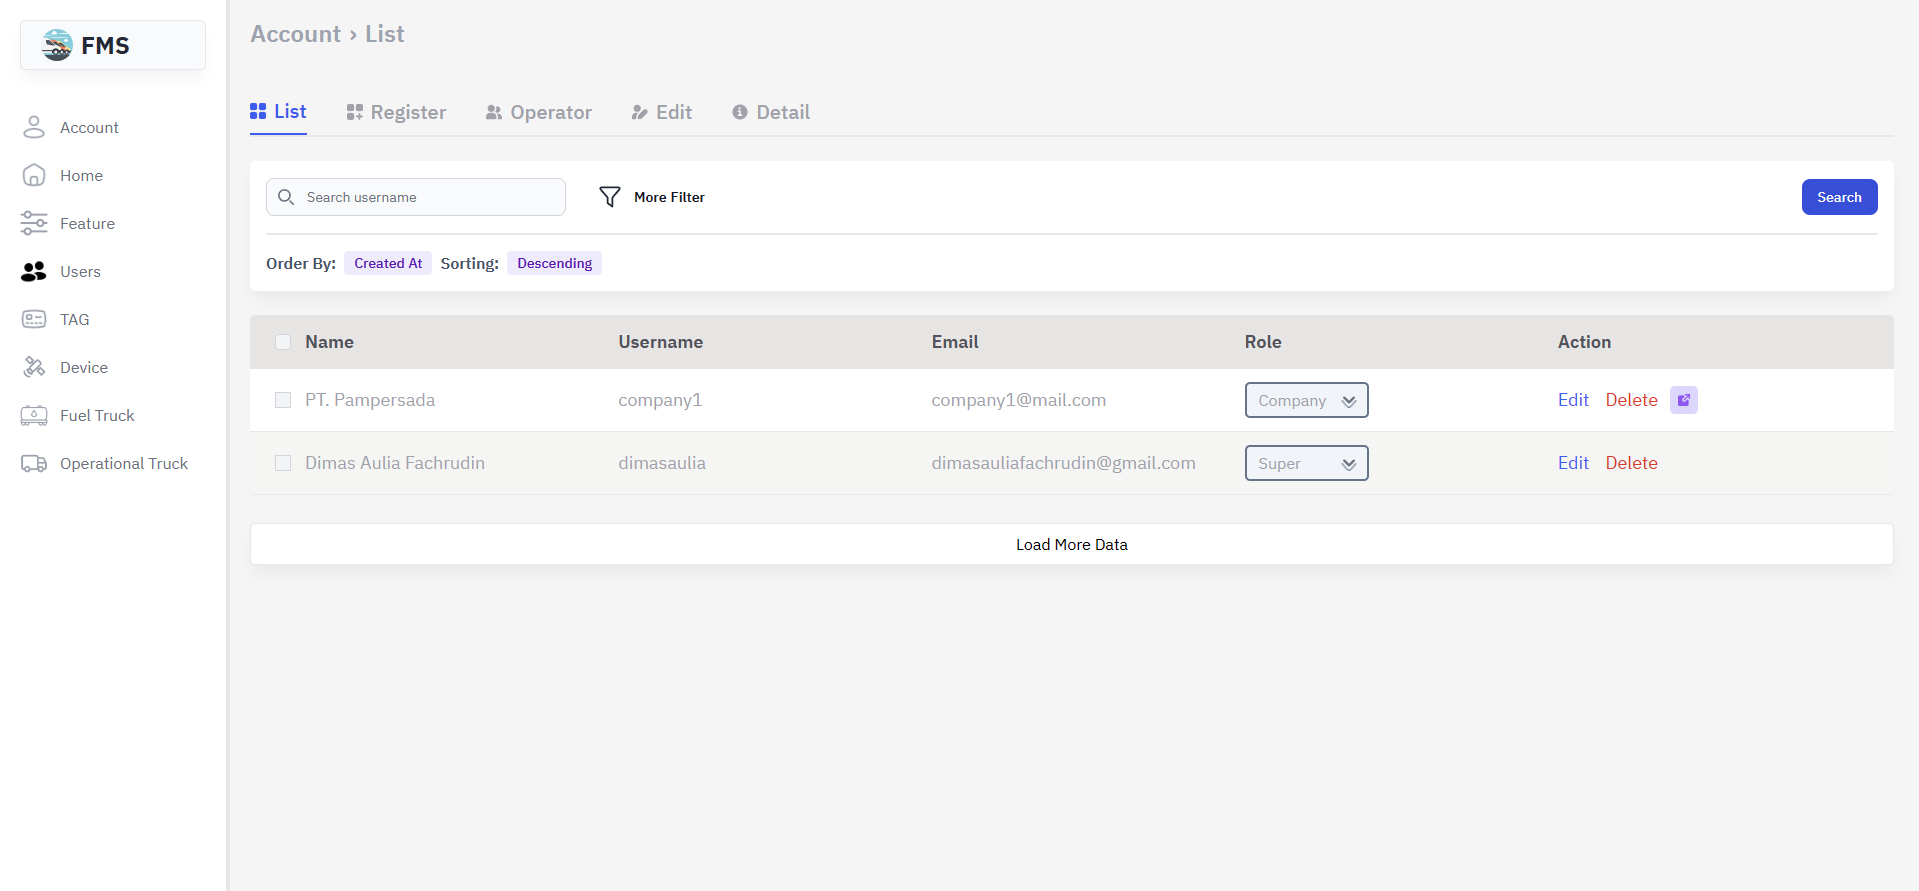 FMS
Account
Home
Feature
Users
TAG
Device
Fuel Truck
Operational Truck
Account › List
List Register Operator Edit Detail
Search username More Filter Search
Order By: Created At Sorting: Descending
Name Username Email Role Action
PT. Pampersada company1 company1@mail.com Company Edit Delete
Dimas Aulia Fachrudin dimasaulia dimasauliafachrudin@gmail.com Super Edit Delete
Load More Data